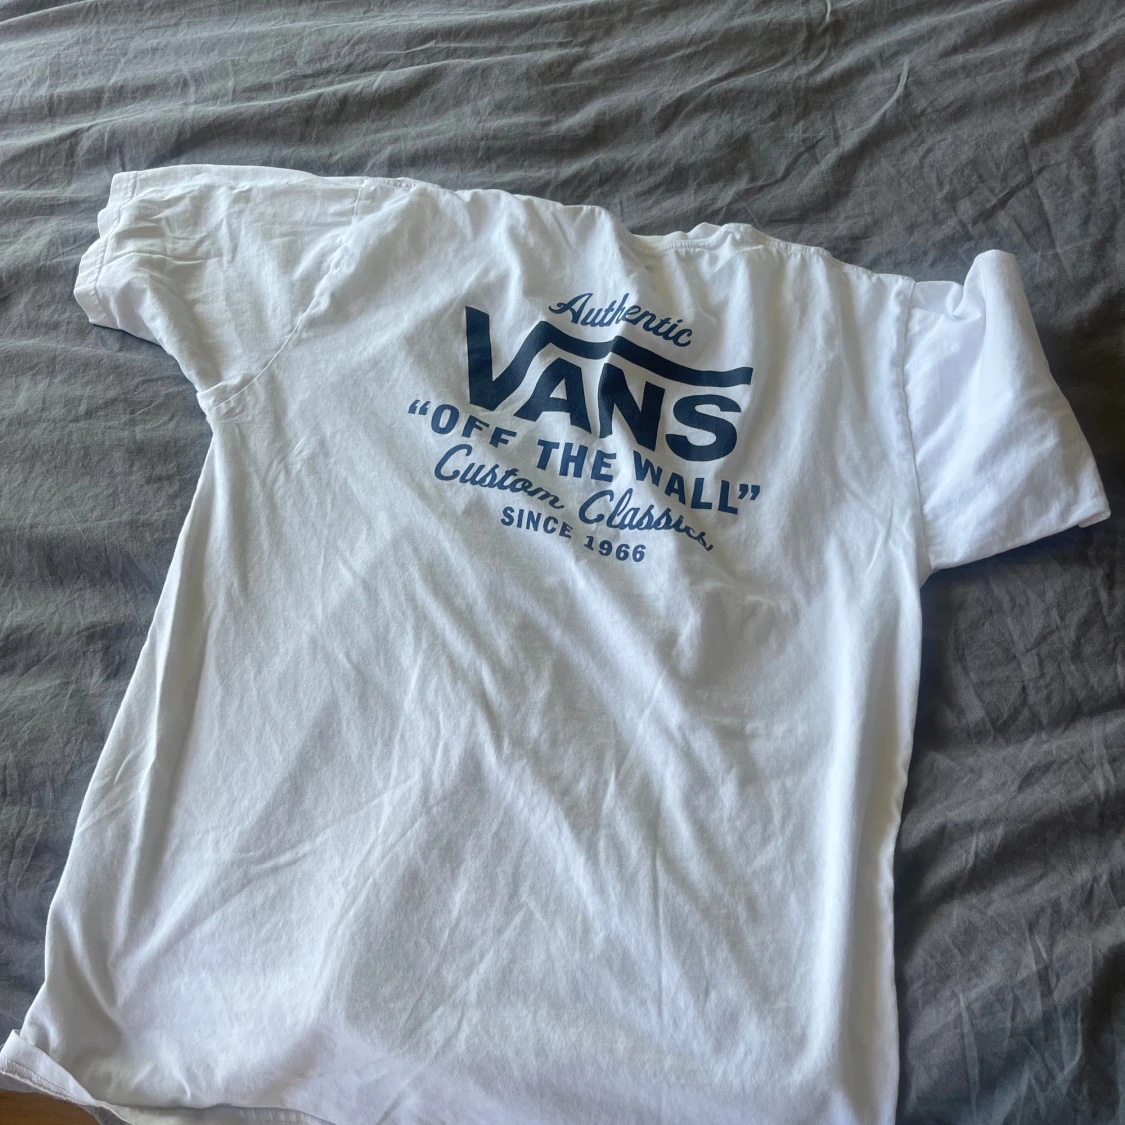 Authentic
VANS
“OFF THE WALL”
Custom Classics
SINCE 1966